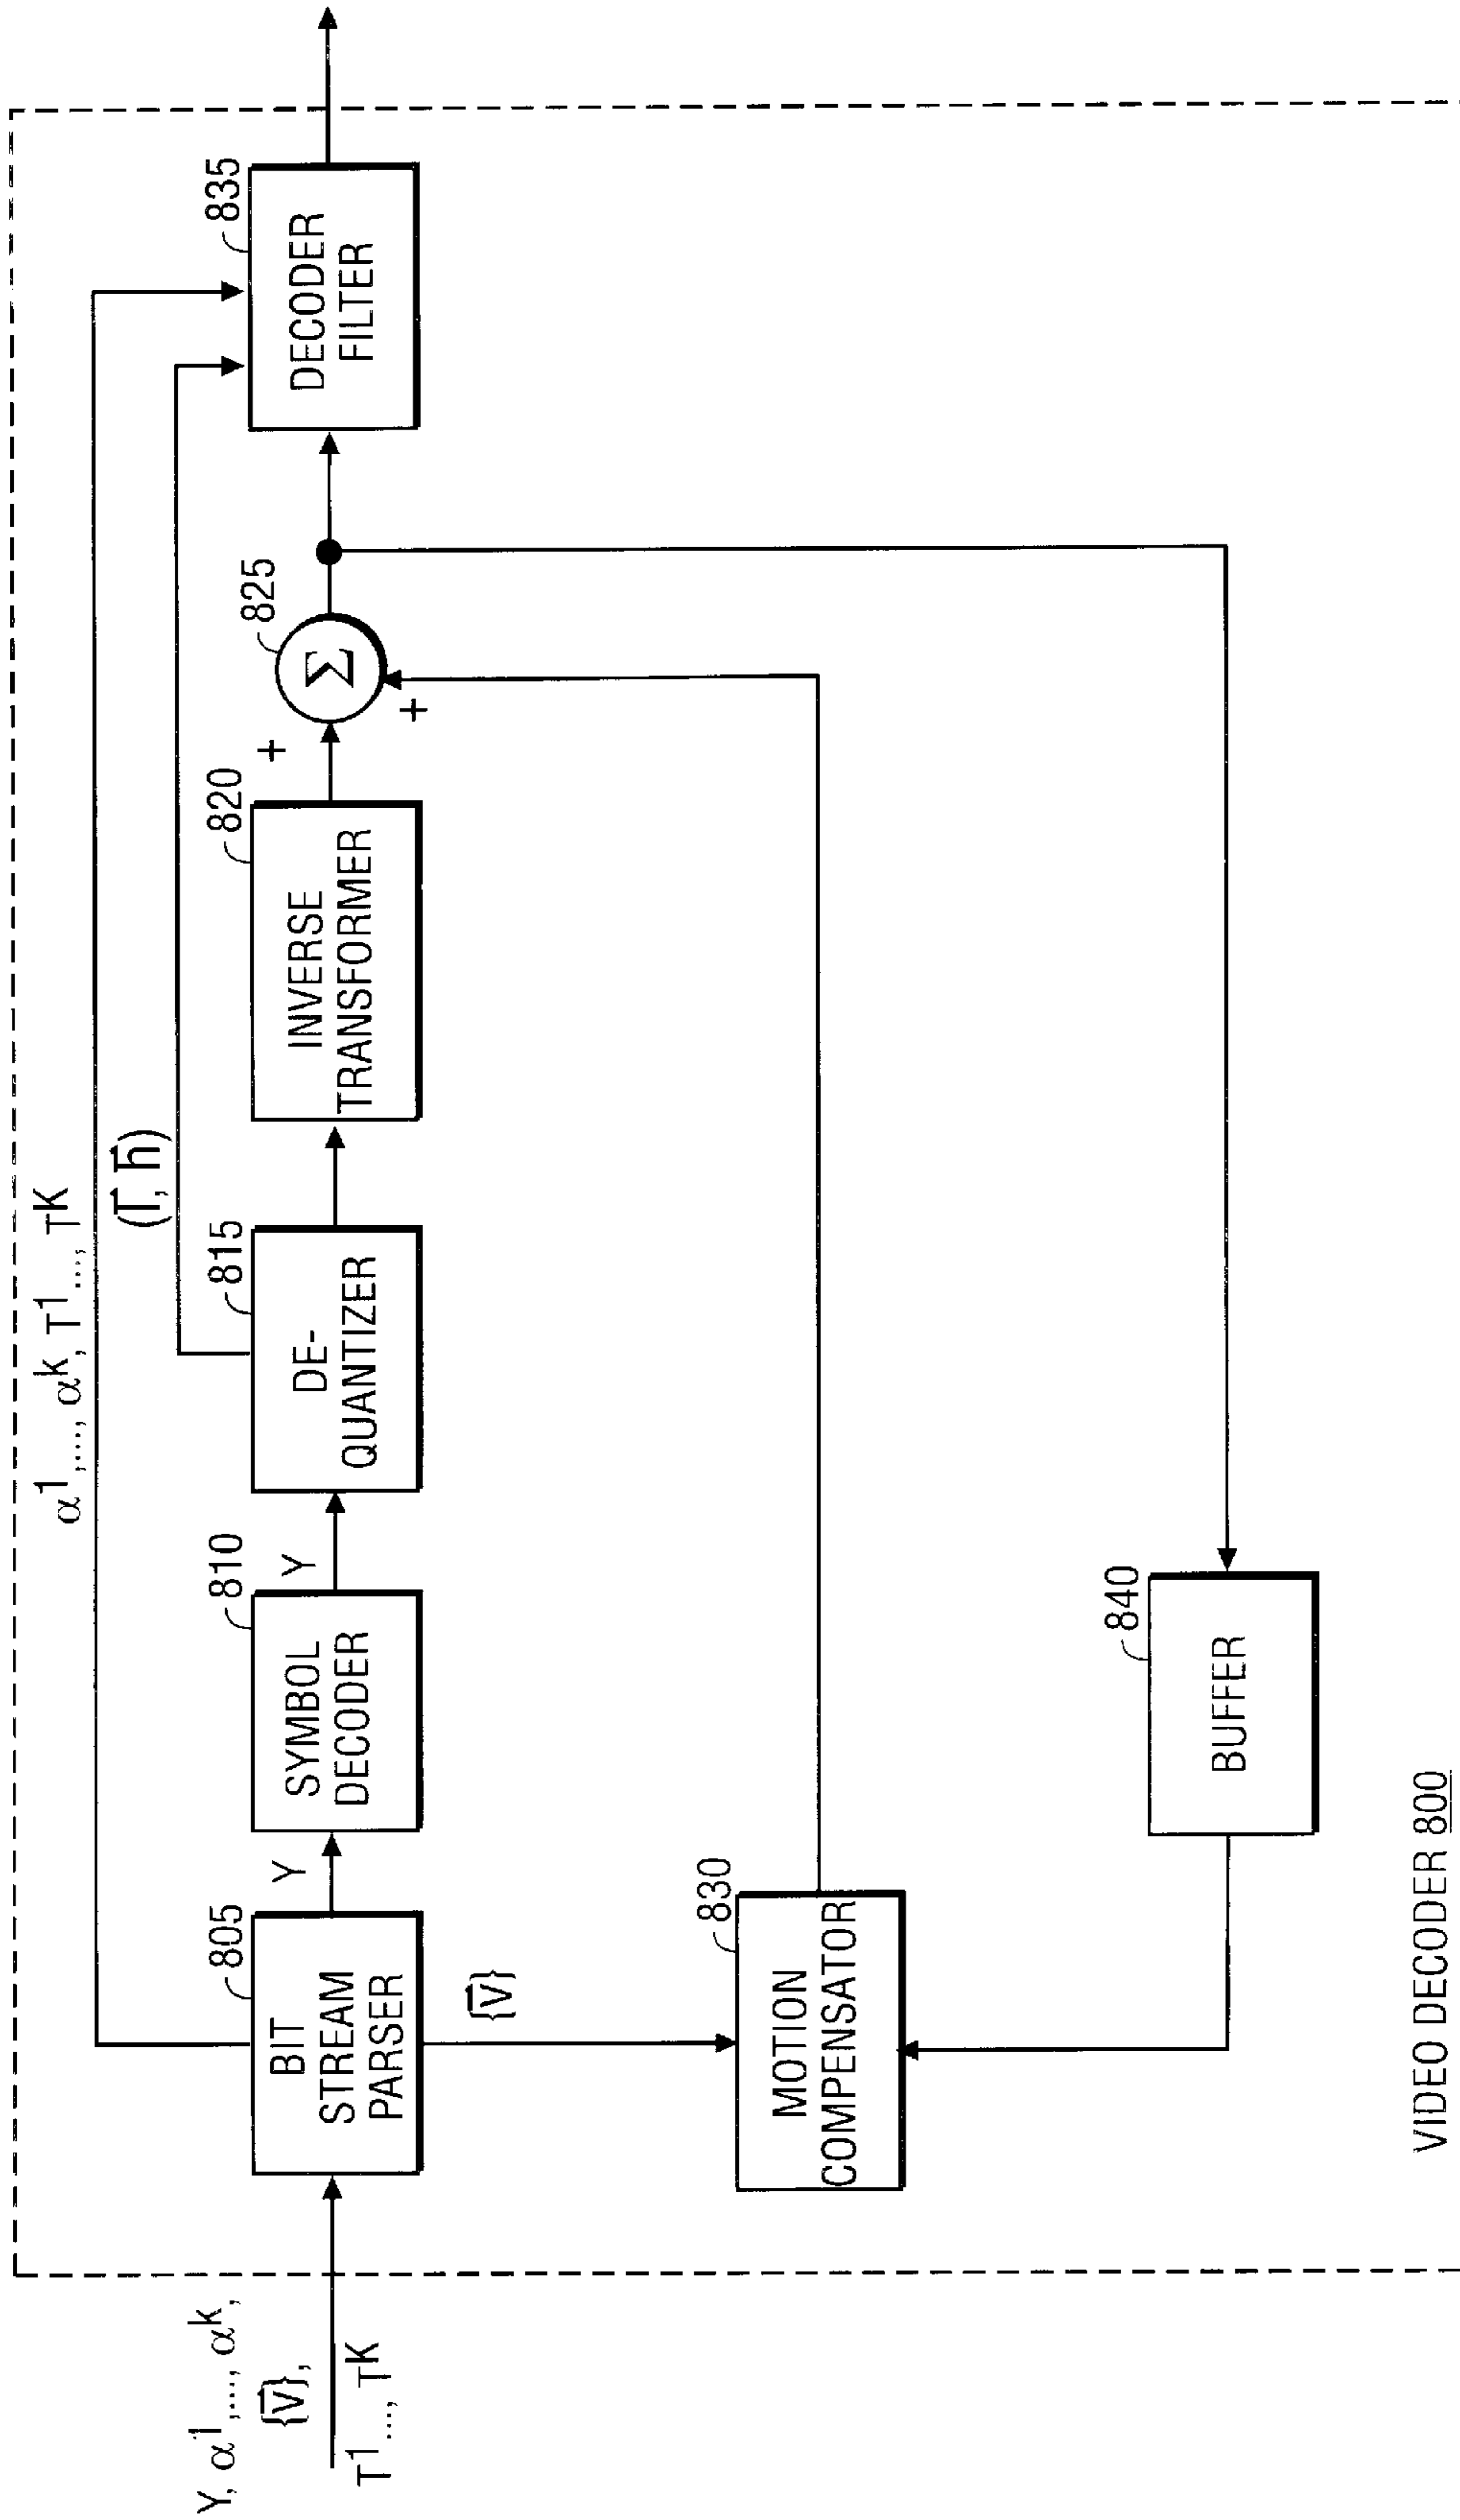 α¹,..., αᵏ, T¹..., Tᴷ
(T̄, h̄)
Y, α¹,..., αᵏ,
{v̄},
T¹..., Tᴷ
805
BIT
STREAM
PARSER
Y
810
SYMBOL
DECODER
Y
815
DE-
QUANTIZER
820
INVERSE
TRANSFORMER
+
825
Σ
+
835
DECODER
FILTER
{v̄}
830
MOTION
COMPENSATOR
840
BUFFER
VIDEO DECODER 800